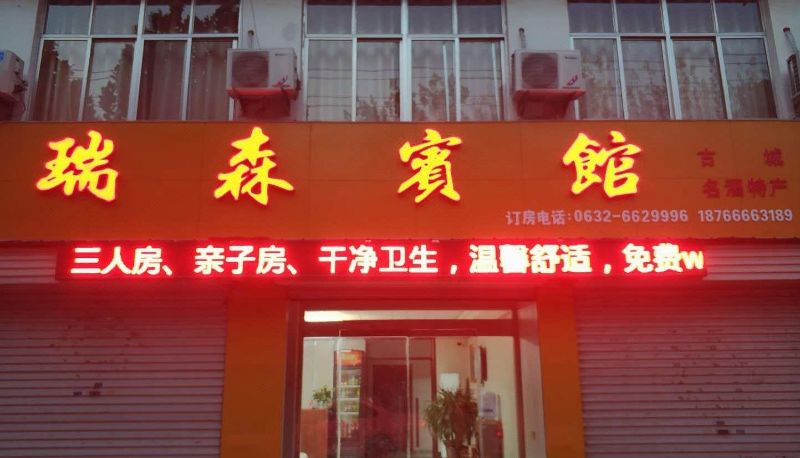 瑞森賓館
古城
名酒特产
订房电话:0632-6629996 18766663189
三人房、亲子房、干净卫生,温馨舒适,免费w